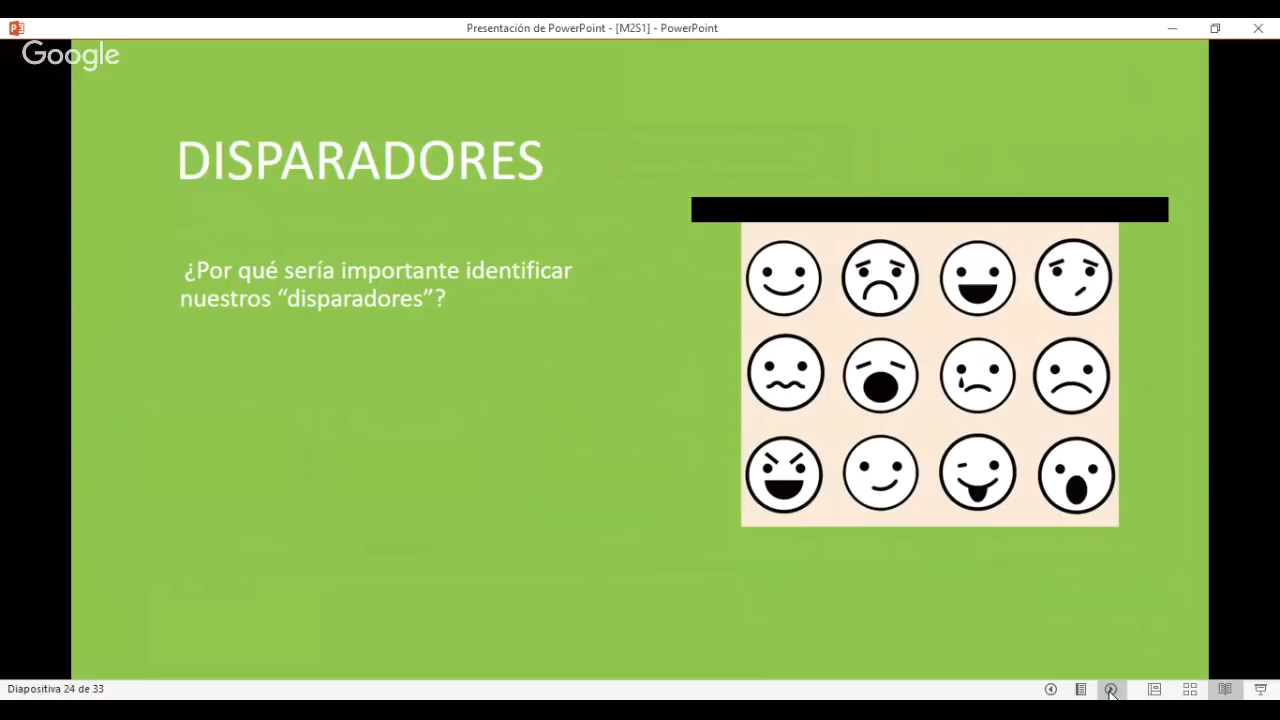 Presentación de PowerPoint - [M2S1] - PowerPoint
Google
DISPARADORES
¿Por qué sería importante identificar
nuestros “disparadores”?
Diapositiva 24 de 33